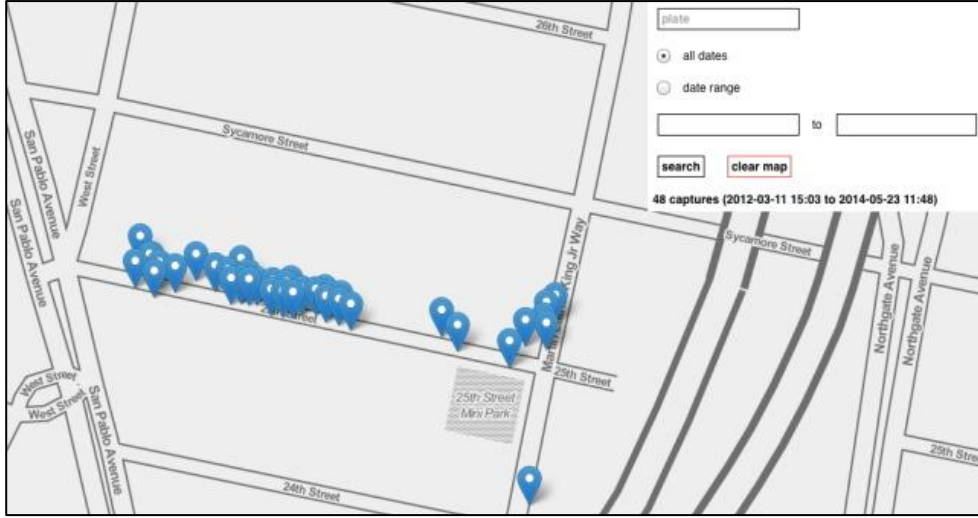 plate
all dates
date range
to
search
clear map
48 captures (2012-03-11 15:03 to 2014-05-23 11:48)
26th Street
Sycamore Street
San Pablo Avenue
West Street
San Pablo Avenue
King Jr Way
Sycamore Street
Northgate Avenue
Northgate Avenue
Street
25th Street
West Street
West Street
San Pablo Avenue
25th Street
Mini Park
24th Street
25th